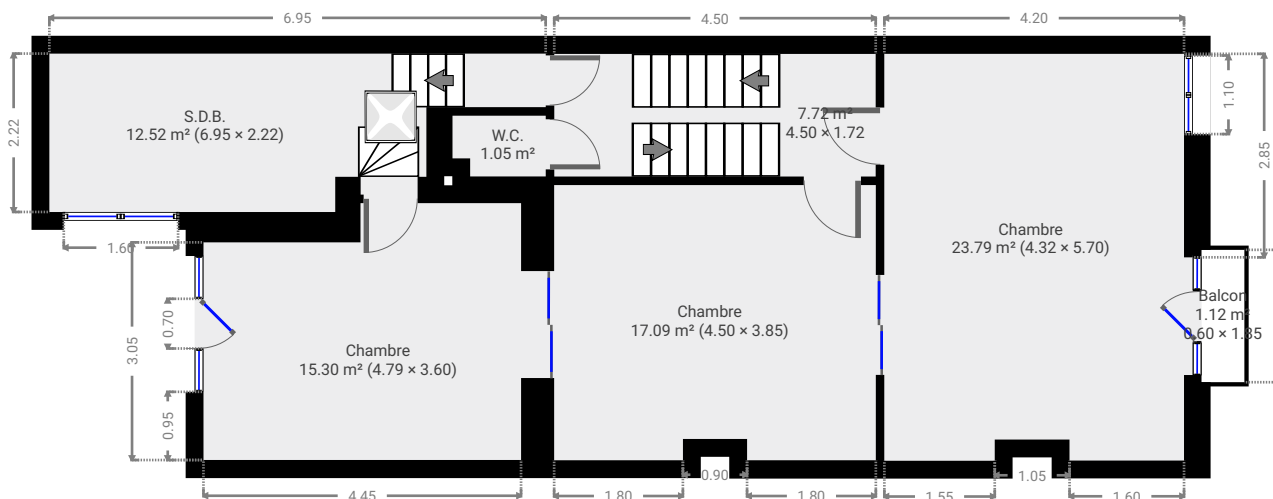 6.95
4.50
4.20
2.22
S.D.B.
12.52 m² (6.95 × 2.22)
W.C.
1.05 m²
7.72 m²
4.50 × 1.72
1.10
2.85
1.60
Chambre
23.79 m² (4.32 × 5.70)
3.05
0.70
0.95
Chambre
15.30 m² (4.79 × 3.60)
Chambre
17.09 m² (4.50 × 3.85)
Balcon
1.12 m²
0.60 × 1.85
4.45
1.80
0.90
1.80
1.55
1.05
1.60